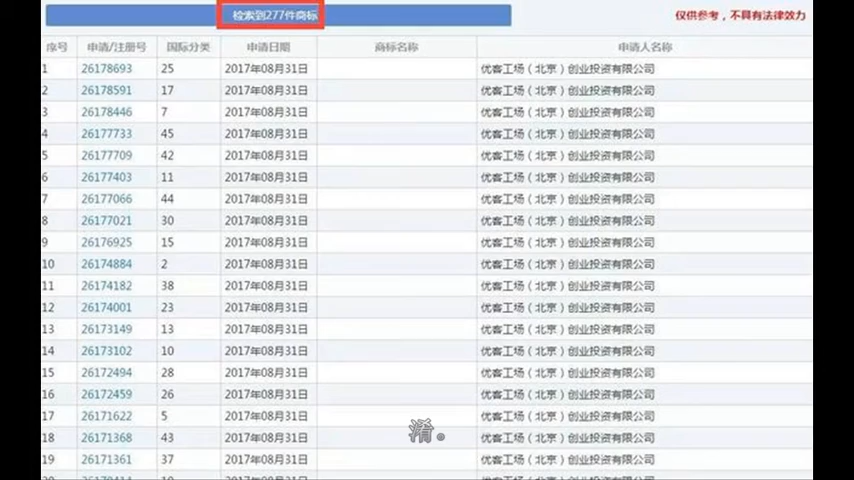 检索到277件商标
仅供参考，不具有法律效力
序号 申请/注册号 国际分类 申请日期 商标名称 申请人名称
1 26178693 25 2017年08月31日 优客工场（北京）创业投资有限公司
2 26178591 17 2017年08月31日 优客工场（北京）创业投资有限公司
3 26178446 7 2017年08月31日 优客工场（北京）创业投资有限公司
4 26177733 45 2017年08月31日 优客工场（北京）创业投资有限公司
5 26177709 42 2017年08月31日 优客工场（北京）创业投资有限公司
6 26177403 11 2017年08月31日 优客工场（北京）创业投资有限公司
7 26177066 44 2017年08月31日 优客工场（北京）创业投资有限公司
8 26177021 30 2017年08月31日 优客工场（北京）创业投资有限公司
9 26176925 15 2017年08月31日 优客工场（北京）创业投资有限公司
10 26174884 2 2017年08月31日 优客工场（北京）创业投资有限公司
11 26174182 38 2017年08月31日 优客工场（北京）创业投资有限公司
12 26174001 23 2017年08月31日 优客工场（北京）创业投资有限公司
13 26173149 13 2017年08月31日 优客工场（北京）创业投资有限公司
14 26173102 10 2017年08月31日 优客工场（北京）创业投资有限公司
15 26172494 28 2017年08月31日 优客工场（北京）创业投资有限公司
16 26172459 26 2017年08月31日 优客工场（北京）创业投资有限公司
17 26171622 5 2017年08月31日 优客工场（北京）创业投资有限公司
18 26171368 43 2017年08月31日 优客工场（北京）创业投资有限公司
淆。
19 26171361 37 2017年08月31日 优客工场（北京）创业投资有限公司